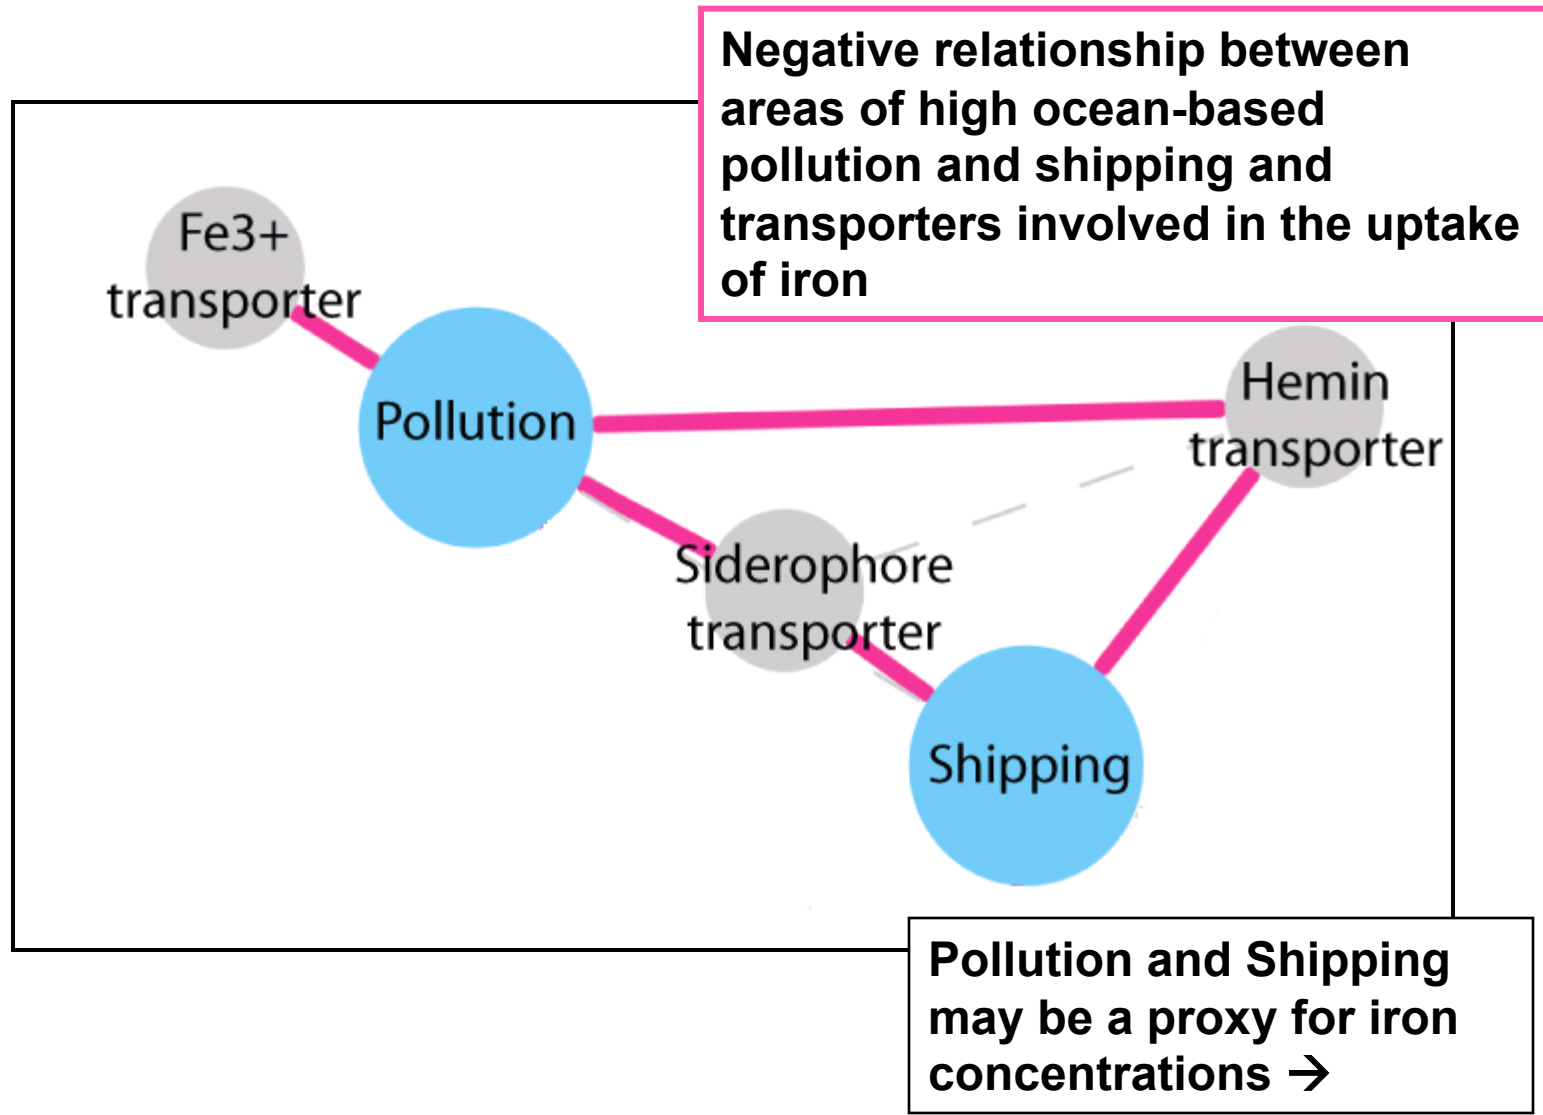 Negative relationship between
areas of high ocean-based
pollution and shipping and
transporters involved in the uptake
of iron
Fe3+
transporter
Pollution
Hemin
transporter
Siderophore
transporter
Shipping
Pollution and Shipping
may be a proxy for iron
concentrations →